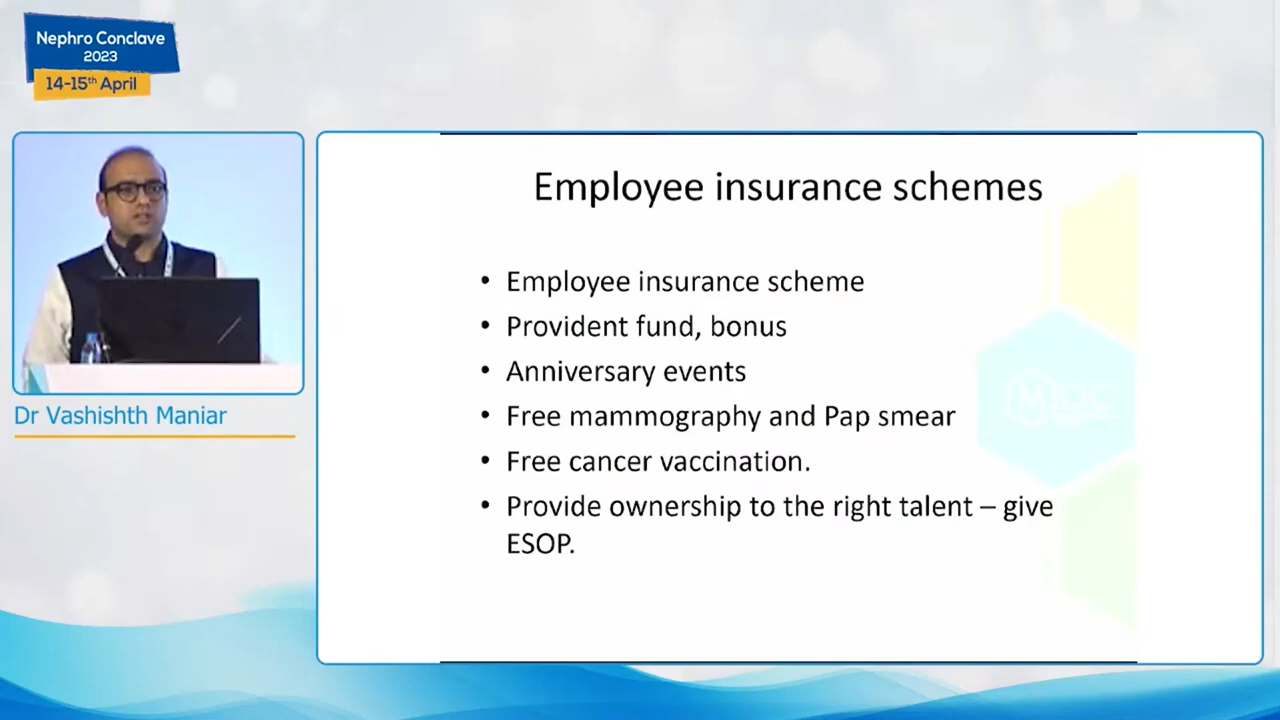 Nephro Conclave
2023
14-15th April
Dr Vashishth Maniar
Employee insurance schemes
• Employee insurance scheme
• Provident fund, bonus
• Anniversary events
• Free mammography and Pap smear
• Free cancer vaccination.
• Provide ownership to the right talent – give
ESOP.